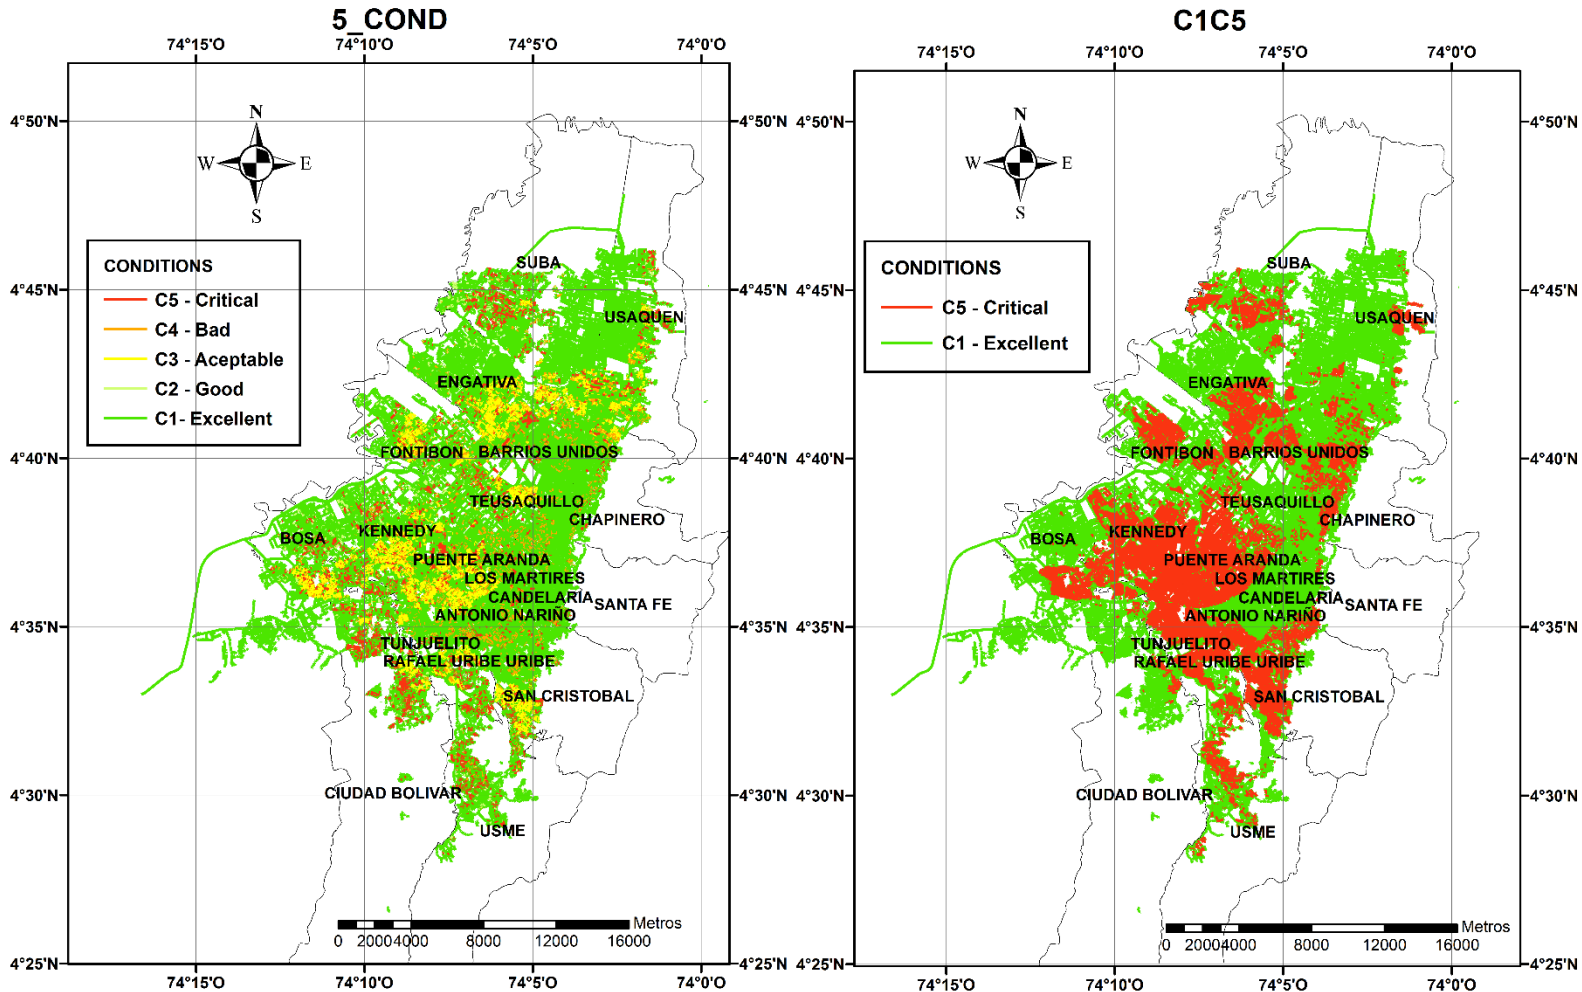 5_COND
74°15'O 74°10'O 74°5'O 74°0'O
4°50'N 4°50'N
N
W E
S
CONDITIONS
C5 - Critical
C4 - Bad
C3 - Aceptable
C2 - Good
C1- Excellent
SUBA
4°45'N 4°45'N
USAQUEN
ENGATIVA
FONTIBON BARRIOS UNIDOS
4°40'N 4°40'N
TEUSAQUILLO
CHAPINERO
KENNEDY
BOSA
PUENTE ARANDA
LOS MARTIRES
CANDELARIA
SANTA FE
ANTONIO NARIÑO
4°35'N 4°35'N
TUNJUELITO
RAFAEL URIBE URIBE
SAN CRISTOBAL
4°30'N 4°30'N
CIUDAD BOLIVAR
USME
Metros
0 2000 4000 8000 12000 16000
4°25'N 4°25'N
74°15'O 74°10'O 74°5'O 74°0'O
C1C5
74°15'O 74°10'O 74°5'O 74°0'O
4°50'N 4°50'N
N
W E
S
CONDITIONS
C5 - Critical
C1 - Excellent
SUBA
4°45'N 4°45'N
USAQUEN
ENGATIVA
FONTIBON BARRIOS UNIDOS
4°40'N 4°40'N
TEUSAQUILLO
CHAPINERO
KENNEDY
BOSA
PUENTE ARANDA
LOS MARTIRES
CANDELARIA
SANTA FE
ANTONIO NARIÑO
4°35'N 4°35'N
TUNJUELITO
RAFAEL URIBE URIBE
SAN CRISTOBAL
4°30'N 4°30'N
CIUDAD BOLIVAR
USME
Metros
0 2000 4000 8000 12000 16000
4°25'N 4°25'N
74°15'O 74°10'O 74°5'O 74°0'O